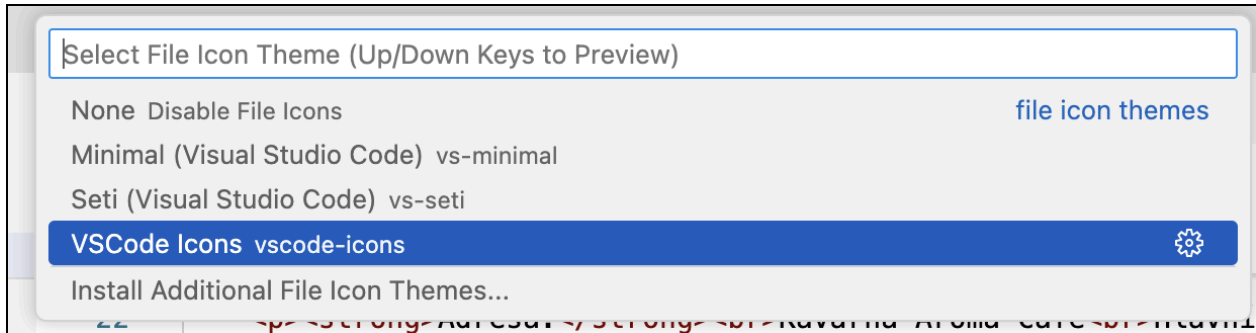 Select File Icon Theme (Up/Down Keys to Preview)
None Disable File Icons file icon themes
Minimal (Visual Studio Code) vs-minimal
Seti (Visual Studio Code) vs-seti
VSCode Icons vscode-icons
Install Additional File Icon Themes...